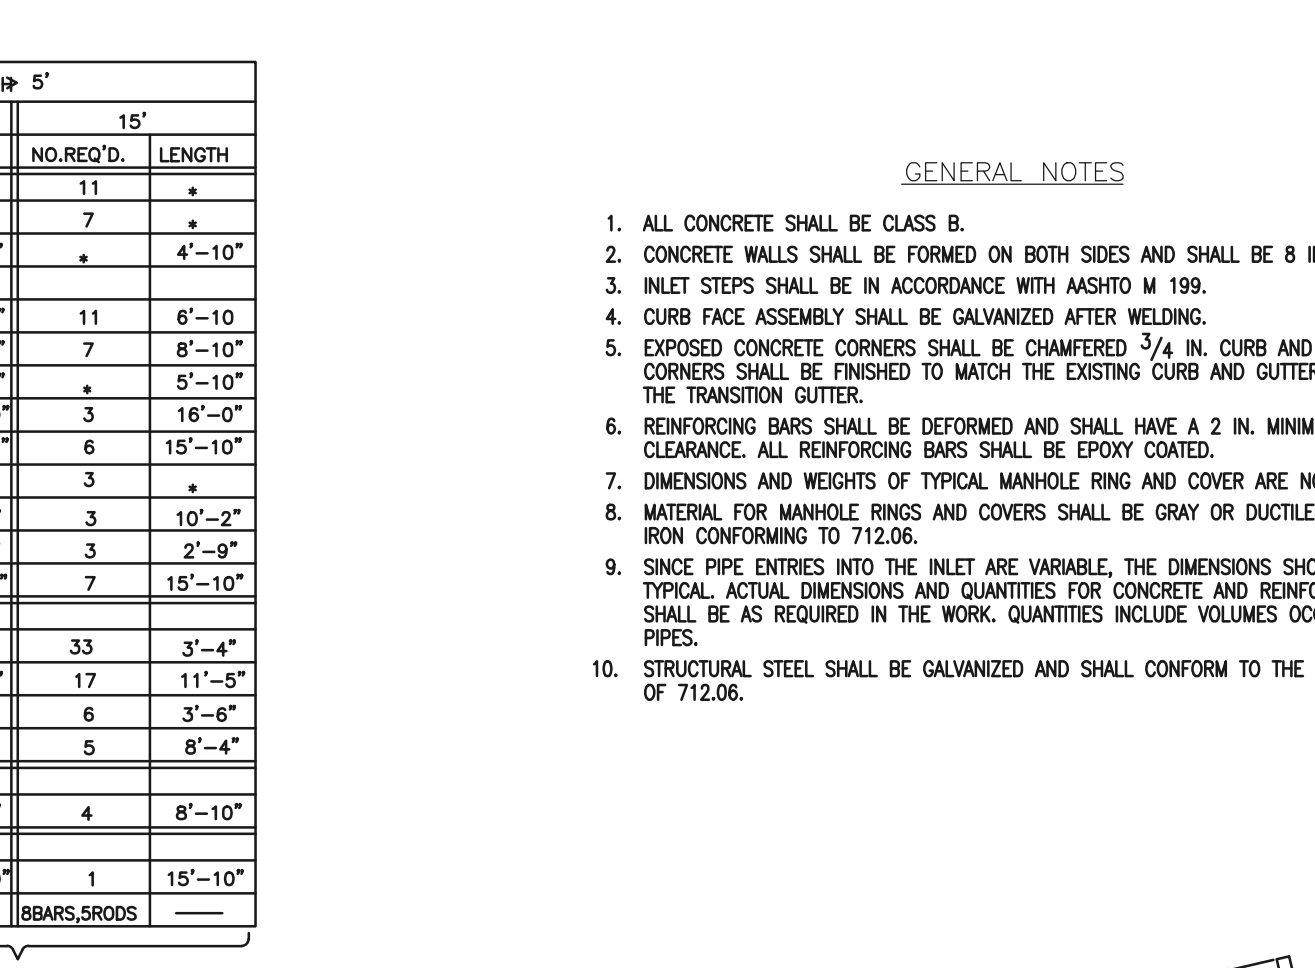 5'
15'
NO.REQ'D. LENGTH
11 *
7 *
* 4'-10"
11 6'-10
7 8'-10"
* 5'-10"
3 16'-0"
6 15'-10"
3 *
3 10'-2"
3 2'-9"
7 15'-10"
33 3'-4"
17 11'-5"
6 3'-6"
5 8'-4"
4 8'-10"
1 15'-10"
8BARS,5RODS —
GENERAL NOTES
1. ALL CONCRETE SHALL BE CLASS B.
2. CONCRETE WALLS SHALL BE FORMED ON BOTH SIDES AND SHALL BE 8
3. INLET STEPS SHALL BE IN ACCORDANCE WITH AASHTO M 199.
4. CURB FACE ASSEMBLY SHALL BE GALVANIZED AFTER WELDING.
5. EXPOSED CONCRETE CORNERS SHALL BE CHAMFERED 3/4 IN. CURB AND
CORNERS SHALL BE FINISHED TO MATCH THE EXISTING CURB AND GUTTER
THE TRANSITION GUTTER.
6. REINFORCING BARS SHALL BE DEFORMED AND SHALL HAVE A 2 IN. MINIM
CLEARANCE. ALL REINFORCING BARS SHALL BE EPOXY COATED.
7. DIMENSIONS AND WEIGHTS OF TYPICAL MANHOLE RING AND COVER ARE NO
8. MATERIAL FOR MANHOLE RINGS AND COVERS SHALL BE GRAY OR DUCTILE
IRON CONFORMING TO 712.06.
9. SINCE PIPE ENTRIES INTO THE INLET ARE VARIABLE, THE DIMENSIONS SHO
TYPICAL. ACTUAL DIMENSIONS AND QUANTITIES FOR CONCRETE AND REINFO
SHALL BE AS REQUIRED IN THE WORK. QUANTITIES INCLUDE VOLUMES OCC
PIPES.
10. STRUCTURAL STEEL SHALL BE GALVANIZED AND SHALL CONFORM TO THE
OF 712.06.